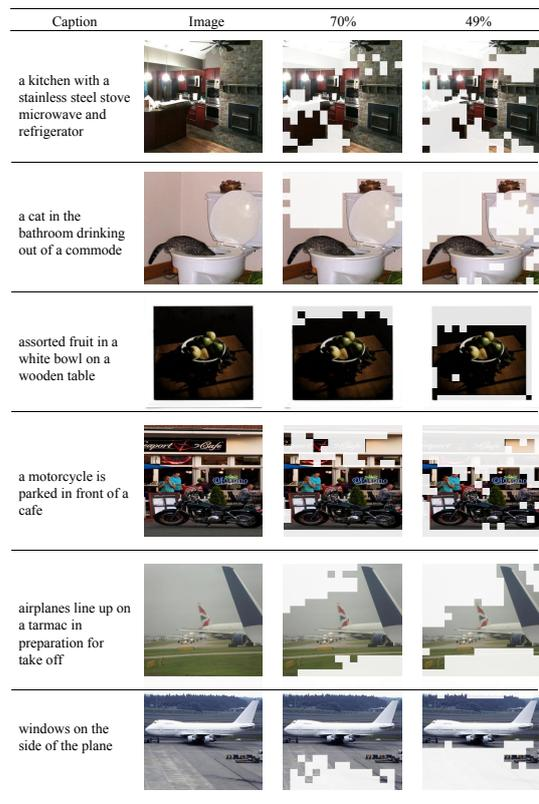 Caption Image 70% 49%
a kitchen with a
stainless steel stove
microwave and
refrigerator
a cat in the
bathroom drinking
out of a commode
assorted fruit in a
white bowl on a
wooden table
a motorcycle is
parked in front of a
cafe
airplanes line up on
a tarmac in
preparation for
take off
windows on the
side of the plane